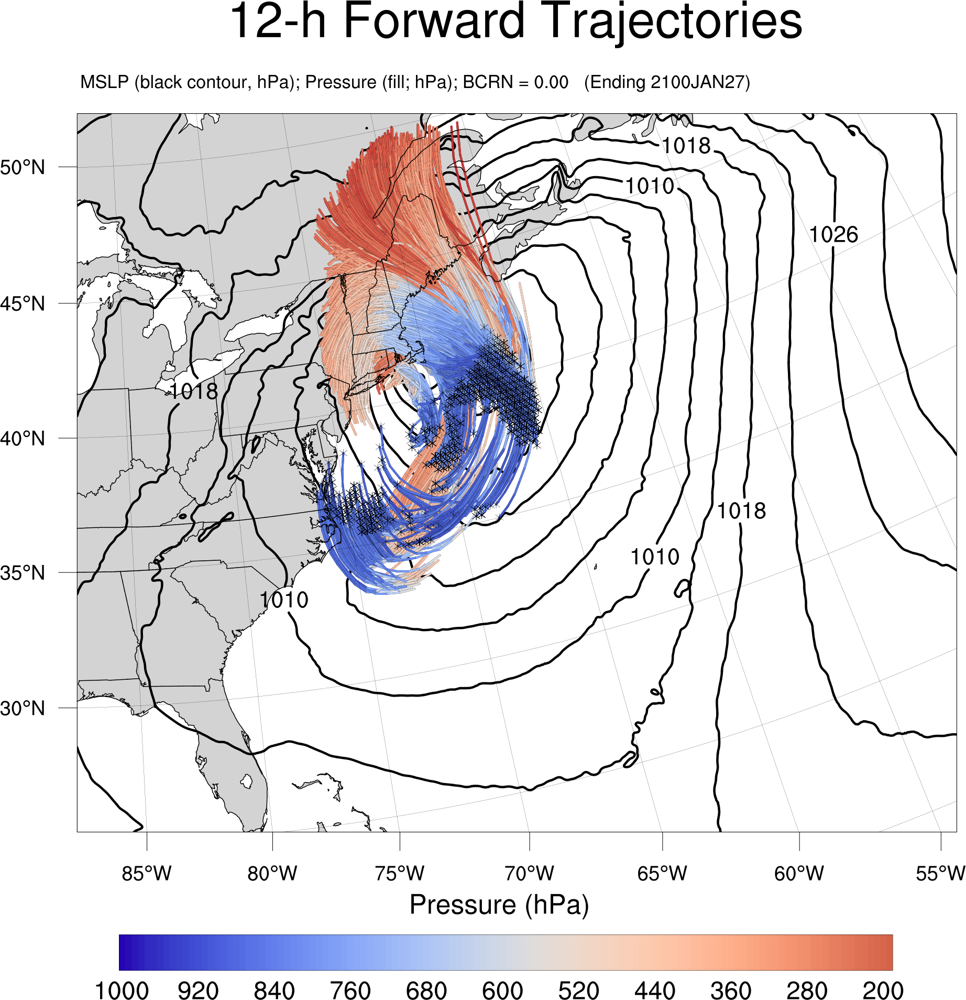 12-h Forward Trajectories
MSLP (black contour, hPa); Pressure (fill; hPa); BCRN = 0.00 (Ending 2100JAN27)
50°N
45°N
40°N
35°N
30°N
1018
1010
1026
1018
1018
1010
1010
85°W 80°W 75°W 70°W 65°W 60°W 55°W
Pressure (hPa)
1000 920 840 760 680 600 520 440 360 280 200